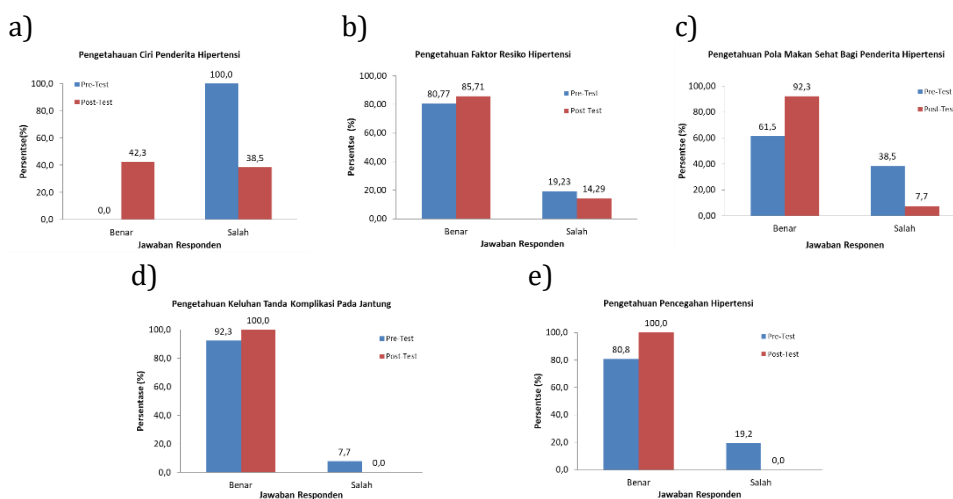 a)
Pengetahauan Ciri Penderita Hipertensi
Persentse(%)
100,0
80,0
60,0
40,0
20,0
0,0
Pre-Test
Post-Test
0,0
42,3
100,0
38,5
Benar
Salah
Jawaban Responden
b)
Pengetahuan Faktor Resiko Hipertensi
Persentse (%)
100,00
80,00
60,00
40,00
20,00
0,00
80,77
85,71
19,23
14,29
Pre-Test
Post Test
Benar
Salah
Jawaban Responden
c)
Pengetahuan Pola Makan Sehat Bagi Penderita Hipertensi
Persentse (%)
100,0
80,0
60,0
40,0
20,0
0,00
61,5
92,3
38,5
7,7
Pre-Test
Post-Test
Benar
Salah
Jawaban Responen
d)
Pengetahuan Keluhan Tanda Komplikasi Pada Jantung
Persentase (%)
100,0
80,0
60,0
40,0
20,0
0,0
92,3
100,0
7,7
0,0
Pre-Test
Post Test
Benar
Salah
Jawaban Responden
e)
Pengetahuan Pencegahan Hipertensi
Persentse (%)
100,0
80,0
60,0
40,0
20,0
0,0
80,8
100,0
19,2
0,0
Pre-Test
Post-Test
Benar
Salah
Jawaban Responden